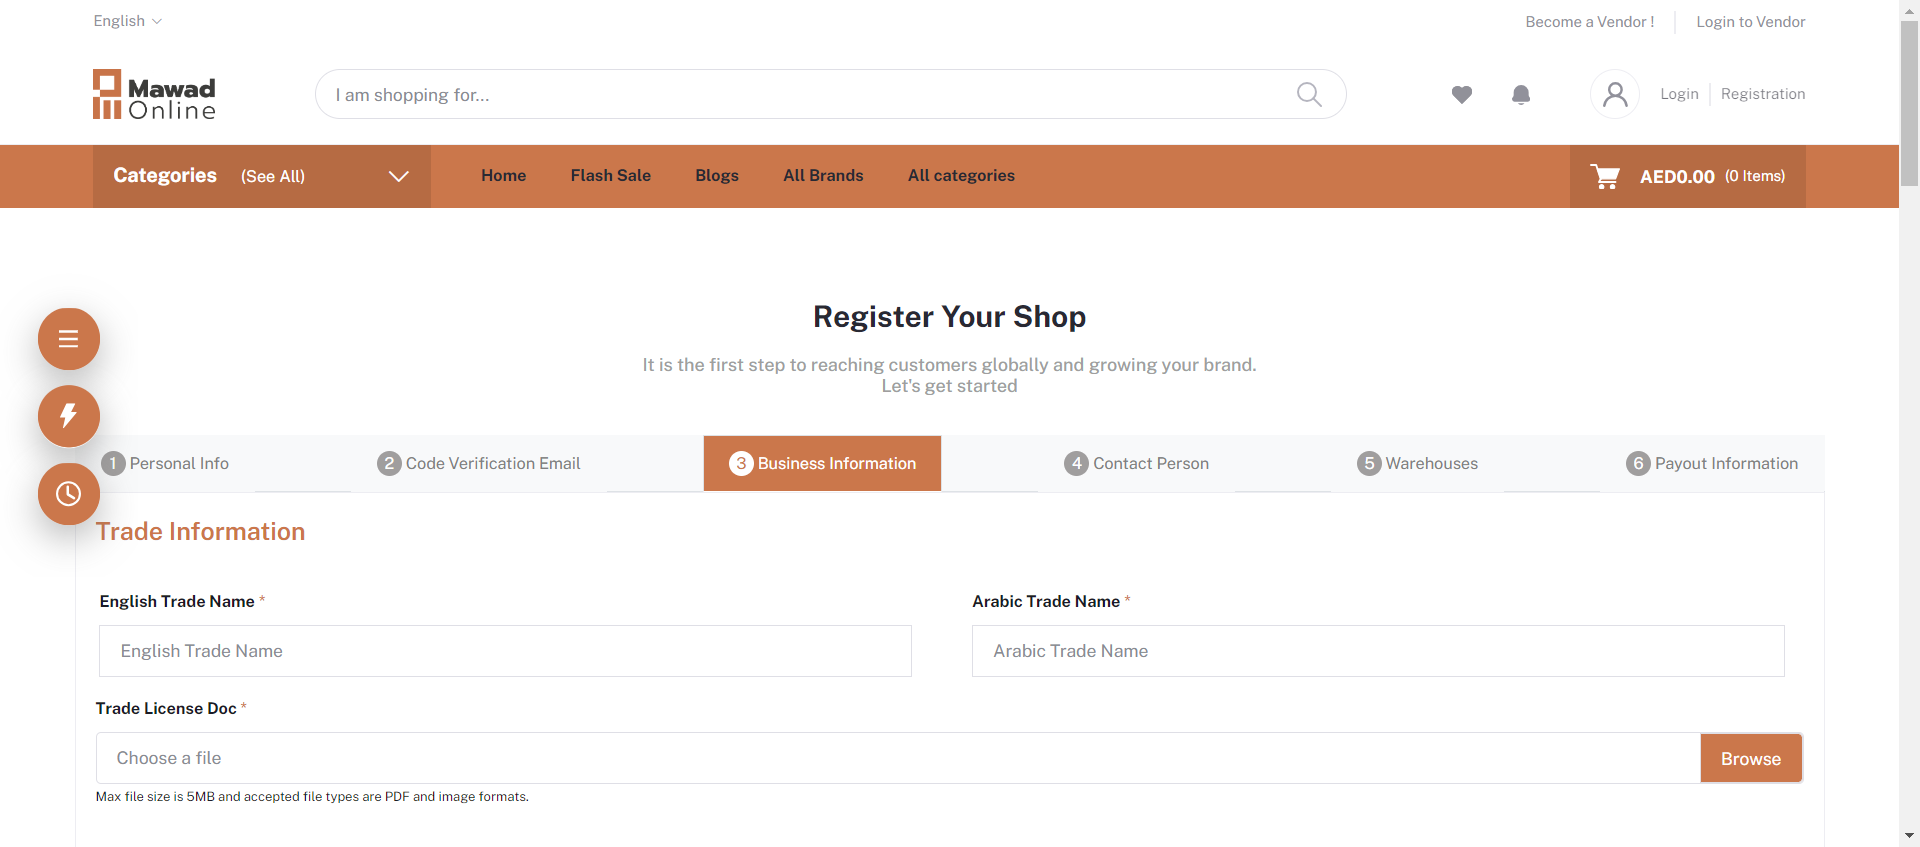 English
Become a Vendor !
Login to Vendor
Mawad
Online
I am shopping for...
Login
Registration
Categories (See All)
Home
Flash Sale
Blogs
All Brands
All categories
AED0.00 (0 Items)
Register Your Shop
It is the first step to reaching customers globally and growing your brand.
Let's get started
1 Personal Info
2 Code Verification Email
3 Business Information
4 Contact Person
5 Warehouses
6 Payout Information
Trade Information
English Trade Name *
Arabic Trade Name *
English Trade Name
Arabic Trade Name
Trade License Doc *
Choose a file
Browse
Max file size is 5MB and accepted file types are PDF and image formats.